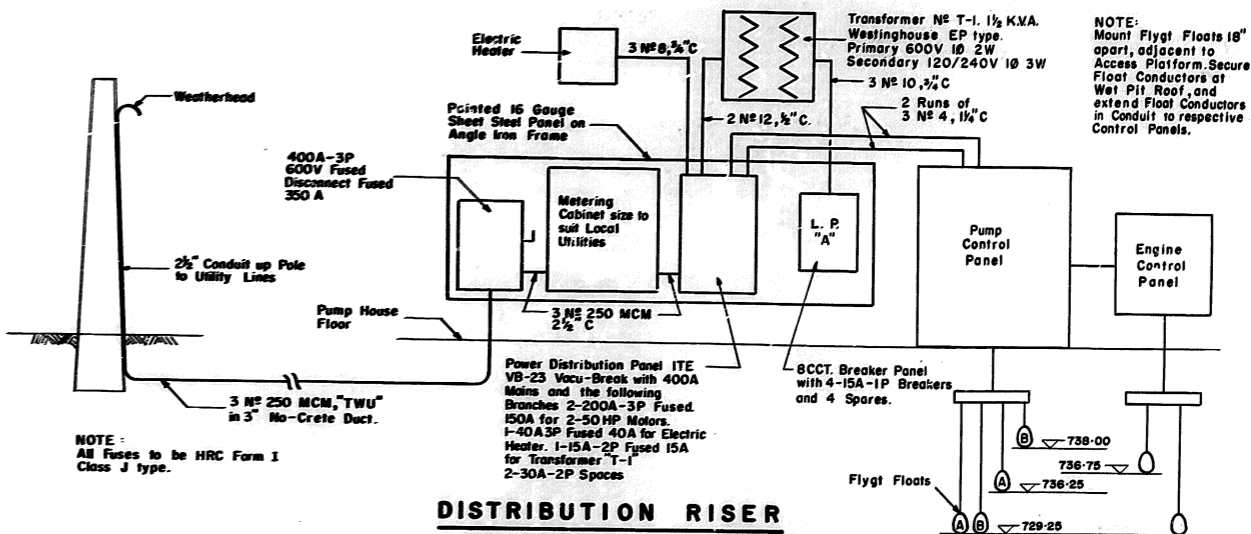 Weatherhead
Electric
Heater
3 Nº8,¾"C
Transformer Nº T-1. 1½ K.V.A.
Westinghouse EP type.
Primary 600V 1Ø 2W
Secondary 120/240V 1Ø 3W
3 Nº 10,¾"C
NOTE:
Mount Flygt Floats 18"
apart, adjacent to
Access Platform. Secure
Float Conductors at
Wet Pit Roof, and
extend Float Conductors
in Conduit to respective
Control Panels.
Painted 16 Gauge
Sheet Steel Panel on
Angle Iron Frame
2 Nº12,½"C.
2 Runs of
3 Nº 4, 1¼"C
400A-3P
600V Fused
Disconnect Fused
350 A
Metering
Cabinet size to
suit Local
Utilities
L. P.
"A"
Pump
Control
Panel
Engine
Control
Panel
2½" Conduit up Pole
to Utility Lines
Pump House
Floor
3 Nº 250 MCM
2½" C
3 Nº 250 MCM,"TWU"
in 3" No-Crete Duct.
NOTE :
All Fuses to be HRC Form I
Class J type.
Power Distribution Panel ITE
VB-23 Vacu-Break with 400A
Mains and the following
Branches 2-200A-3P Fused.
150A for 2-50 HP Motors.
1-40A3P Fused 40A for Electric
Heater. 1-15A-2P Fused 15A
for Transformer "T-1"
2-30A-2P Spaces
8CCT. Breaker Panel
with 4-15A-1P Breakers
and 4 Spares.
B
738.00
736.75
A
736.25
Flygt Floats
A
B
729.25
DISTRIBUTION RISER